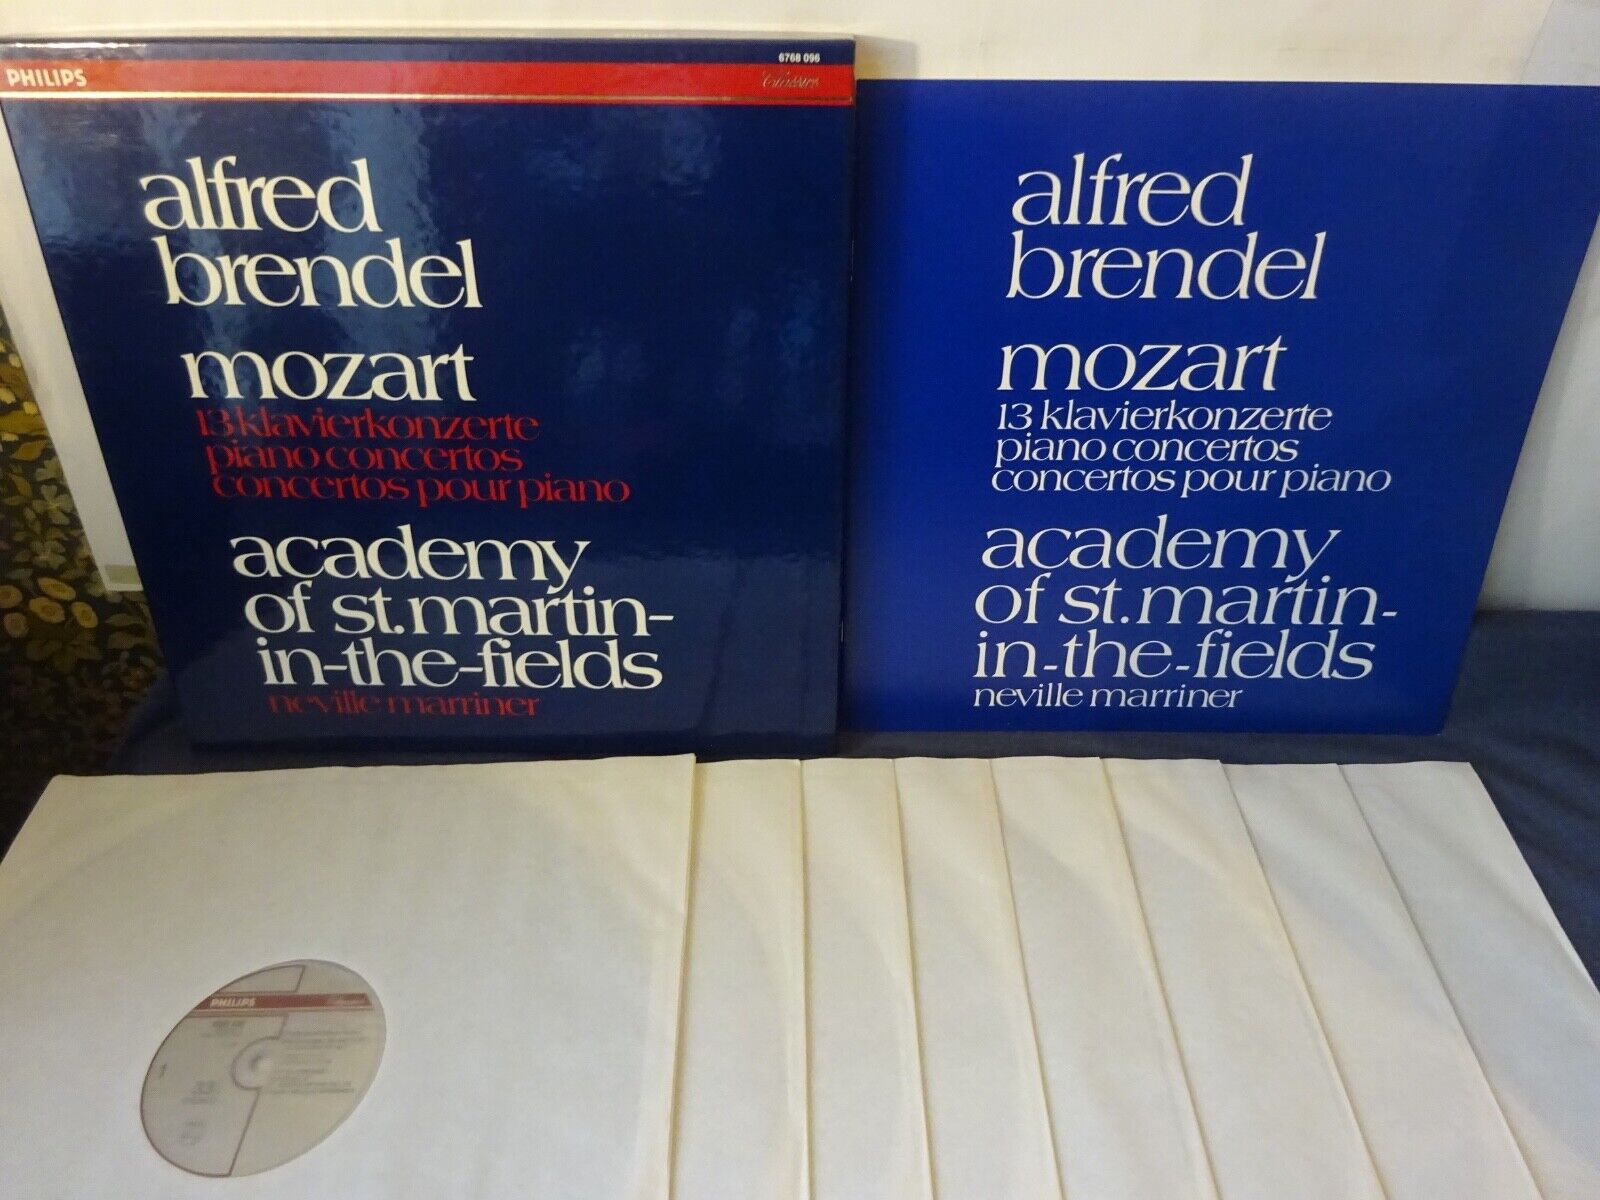 6768 096
PHILIPS
Classics
alfred
brendel
mozart
13 klavierkonzerte
piano concertos
concertos pour piano
academy
of st. martin-
in-the-fields
neville marriner
alfred
brendel
mozart
13 klavierkonzerte
piano concertos
concertos pour piano
academy
of st. martin-
in-the-fields
neville marriner
PHILIPS